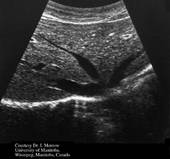 Courtesy Dr. I. Morrow
University of Manitoba,
Winnipeg, Manitoba, Canada